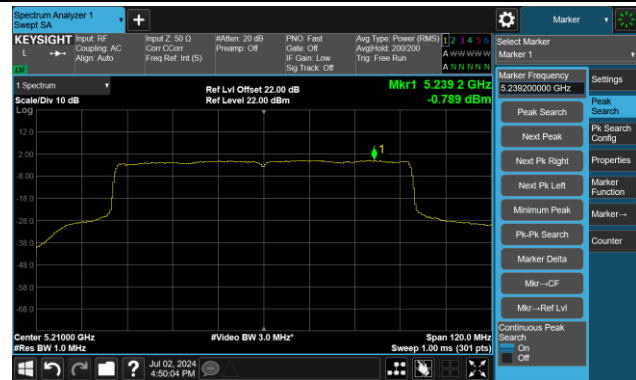 Spectrum Analyzer 1
Swept SA
+
Marker
KEYSIGHT Input: RF Input Z: 50 Ω #Atten: 20 dB PNO: Fast Avg Type: Power (RMS) 1 2 3 4 5 6
L Coupling: AC Corr CCorr Preamp: Off Gate: Off Avg|Hold: 200/200 A W W W W W
Align: Auto Freq Ref: Int (S) IF Gain: Low Trig: Free Run
Sig Track: Off A N N N N N
Select Marker
Marker 1
1 Spectrum
Scale/Div 10 dB
Log
Ref Lvl Offset 22.00 dB
Ref Level 22.00 dBm
Mkr1 5.239 2 GHz
-0.789 dBm
1
12.0
2.00
-8.00
-18.0
-28.0
-38.0
-48.0
-58.0
-68.0
Center 5.21000 GHz #Video BW 3.0 MHz* Span 120.0 MHz
#Res BW 1.0 MHz Sweep 1.00 ms (301 pts)
Marker Frequency
5.239200000 GHz
Peak Search
Next Peak
Next Pk Right
Next Pk Left
Minimum Peak
Pk-Pk Search
Marker Delta
Mkr→CF
Mkr→Ref Lvl
Continuous Peak
Search
On
Off
Settings
Peak
Search
Pk Search
Config
Properties
Marker
Function
Marker→
Counter
?
Jul 02, 2024
4:50:04 PM